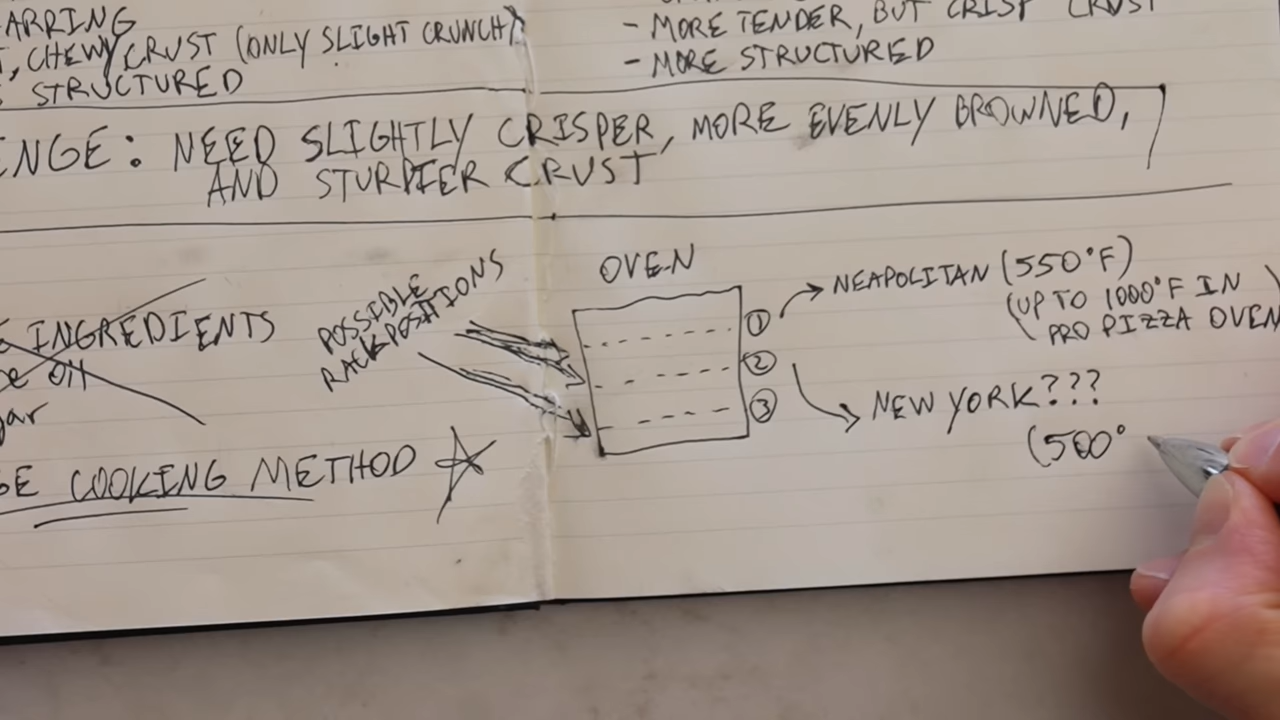 ARRING
, CHEWY CRUST (ONLY SLIGHT CRUNCH)
STRUCTURED
- MORE TENDER, BUT CRISP CRUST
- MORE STRUCTURED
ENGE: NEED SLIGHTLY CRISPER, MORE EVENLY BROWNED,
AND STURDIER CRUST
INGREDIENTS
oil
COOKING METHOD
POSSIBLE
RACK POSITIONS
OVEN
①
②
③
NEAPOLITAN (550°F)
(UP TO 1000°F IN
PRO PIZZA OVEN
NEW YORK???
(500°